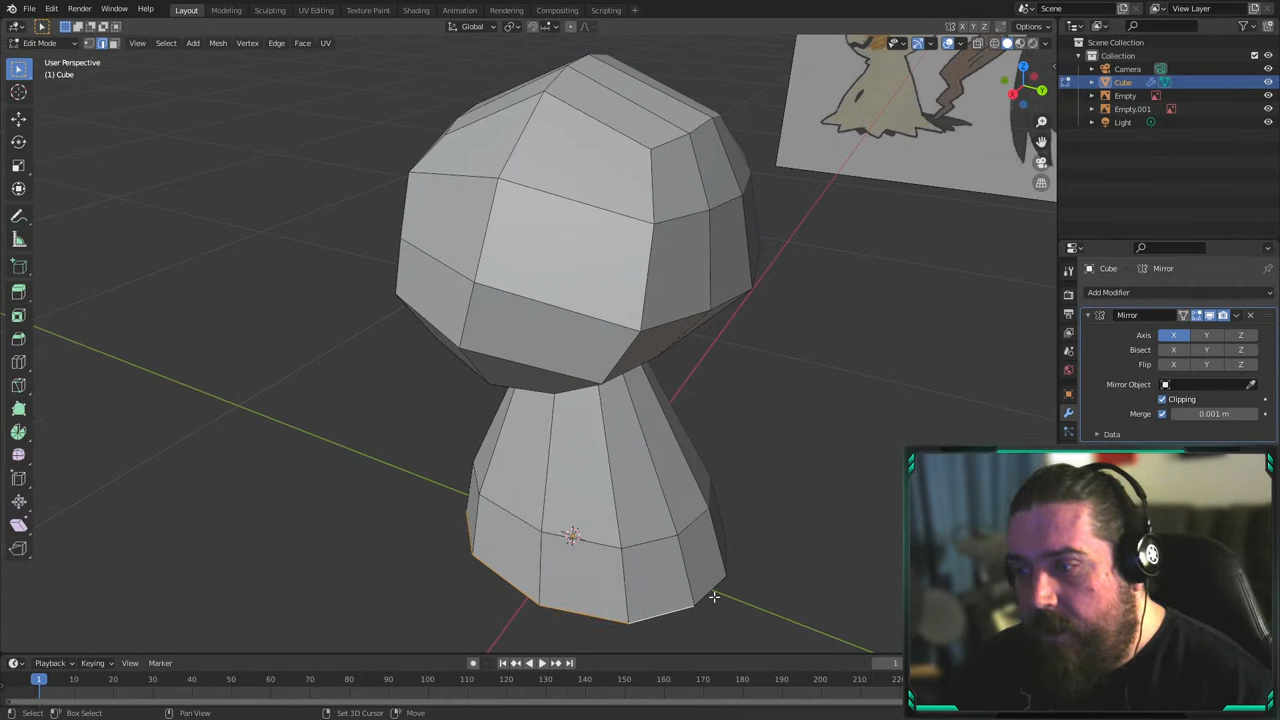 File Edit Render Window Help Layout Modeling Sculpting UV Editing Texture Paint Shading Animation Rendering Compositing Scripting + Scene View Layer
Global X Y Z Options
Edit Mode View Select Add Mesh Vertex Edge Face UV
User Perspective
(1) Cube
Z
Y
X
Scene Collection
Collection
Camera
Cube
Empty
Empty.001
Light
Cube Mirror
Add Modifier
Mirror
Axis X Y Z
Bisect X Y Z
Flip X Y Z
Mirror Object
Clipping
Merge 0.001 m
Data
Playback Keying View Marker 1
1 10 20 30 40 50 60 70 80 90 100 110 120 130 140 150 160 170 180 190 200 210 220
Select Box Select Pan View Set 3D Cursor Move